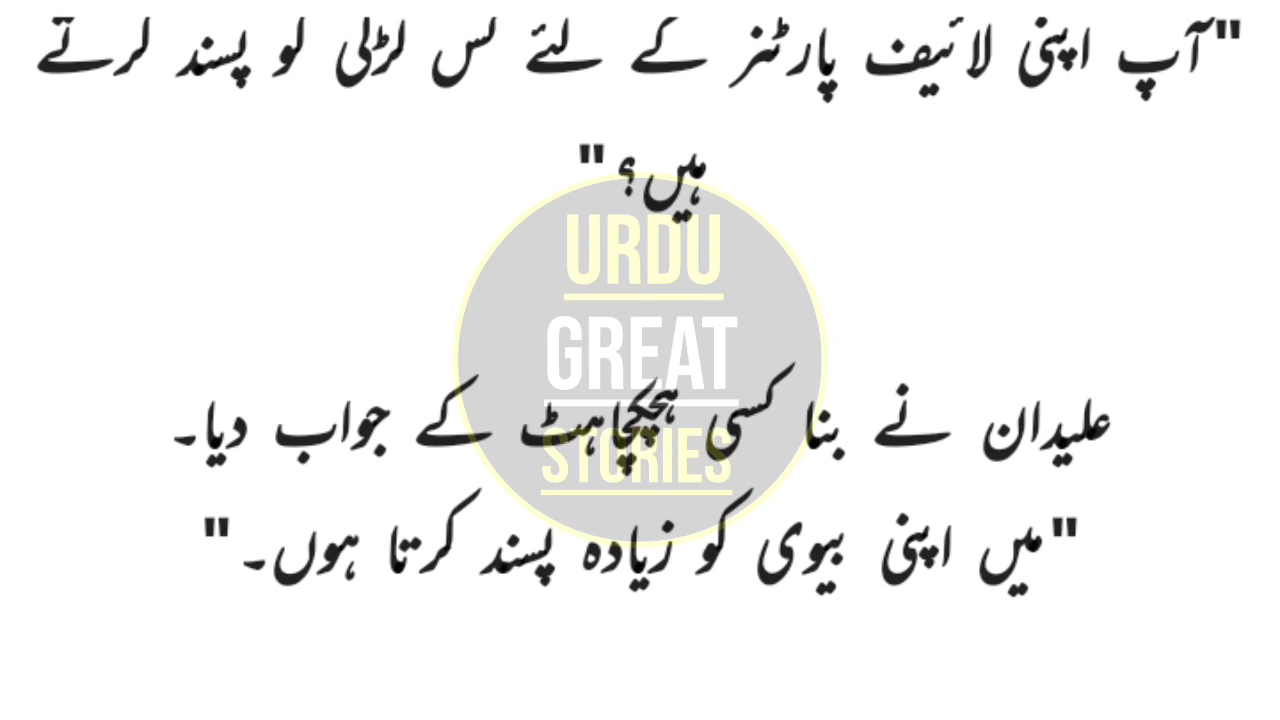 "آپ اپنی لائیف پارٹنر کے لئے کس لڑکی کو پسند کرتے
ہیں؟"
URDU
GREAT
STORIES
علیدان نے بنا کسی ہچکچاہٹ کے جواب دیا۔
"میں اپنی بیوی کو زیادہ پسند کرتا ہوں۔"